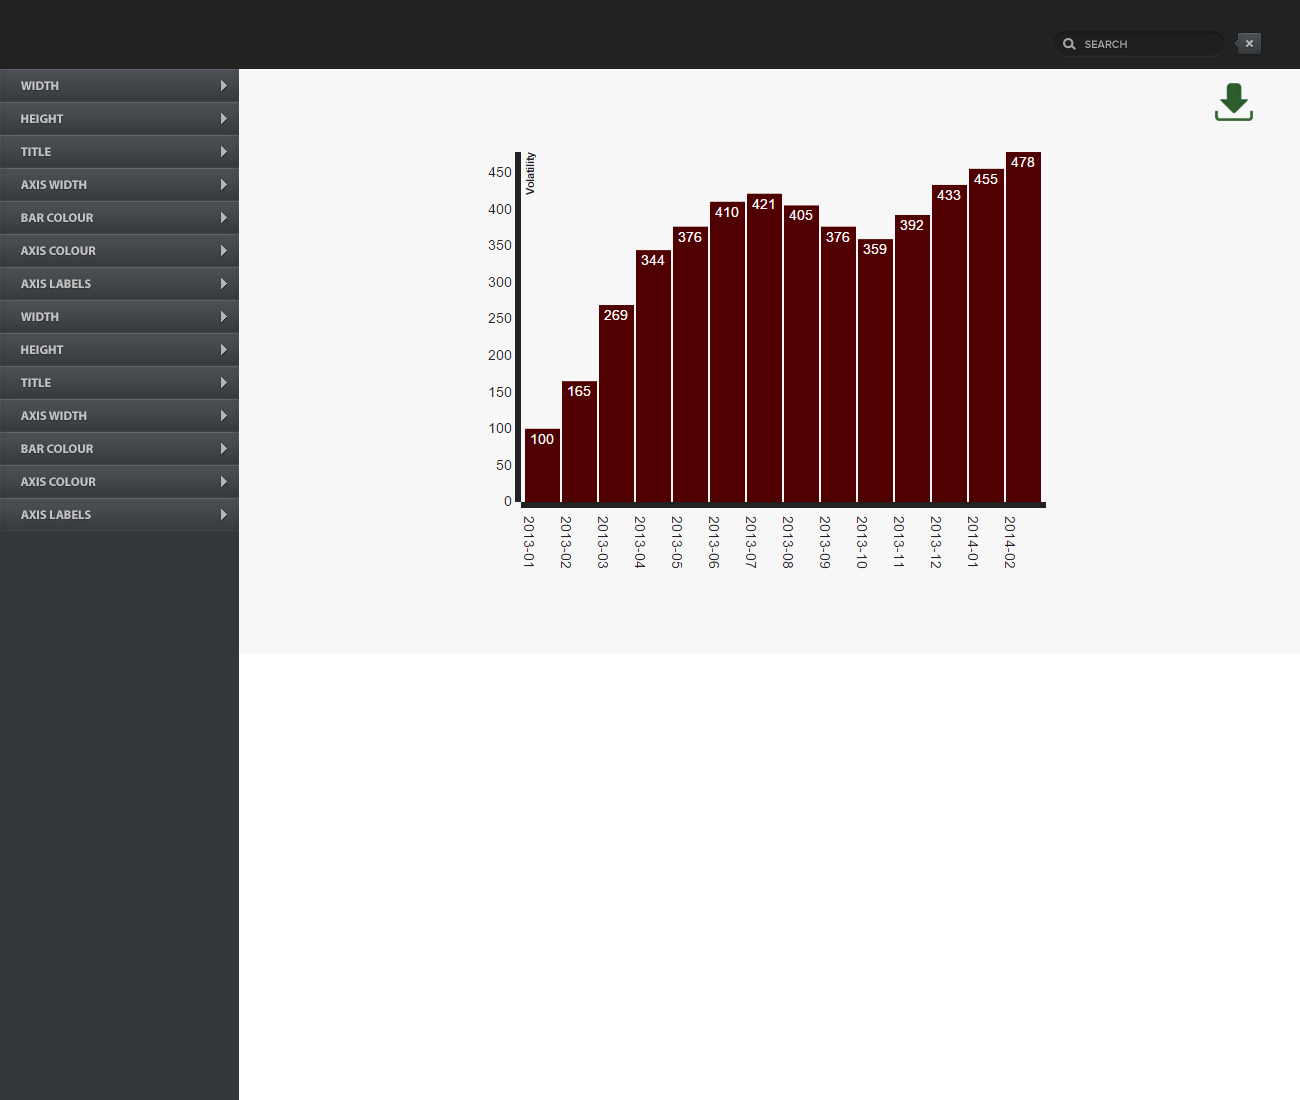 SEARCH
WIDTH
HEIGHT
TITLE
AXIS WIDTH
BAR COLOUR
AXIS COLOUR
AXIS LABELS
WIDTH
HEIGHT
TITLE
AXIS WIDTH
BAR COLOUR
AXIS COLOUR
AXIS LABELS
Volatility
450
400
350
300
250
200
150
100
50
0
100
165
269
344
376
410
421
405
376
359
392
433
455
478
2013-01
2013-02
2013-03
2013-04
2013-05
2013-06
2013-07
2013-08
2013-09
2013-10
2013-11
2013-12
2014-01
2014-02